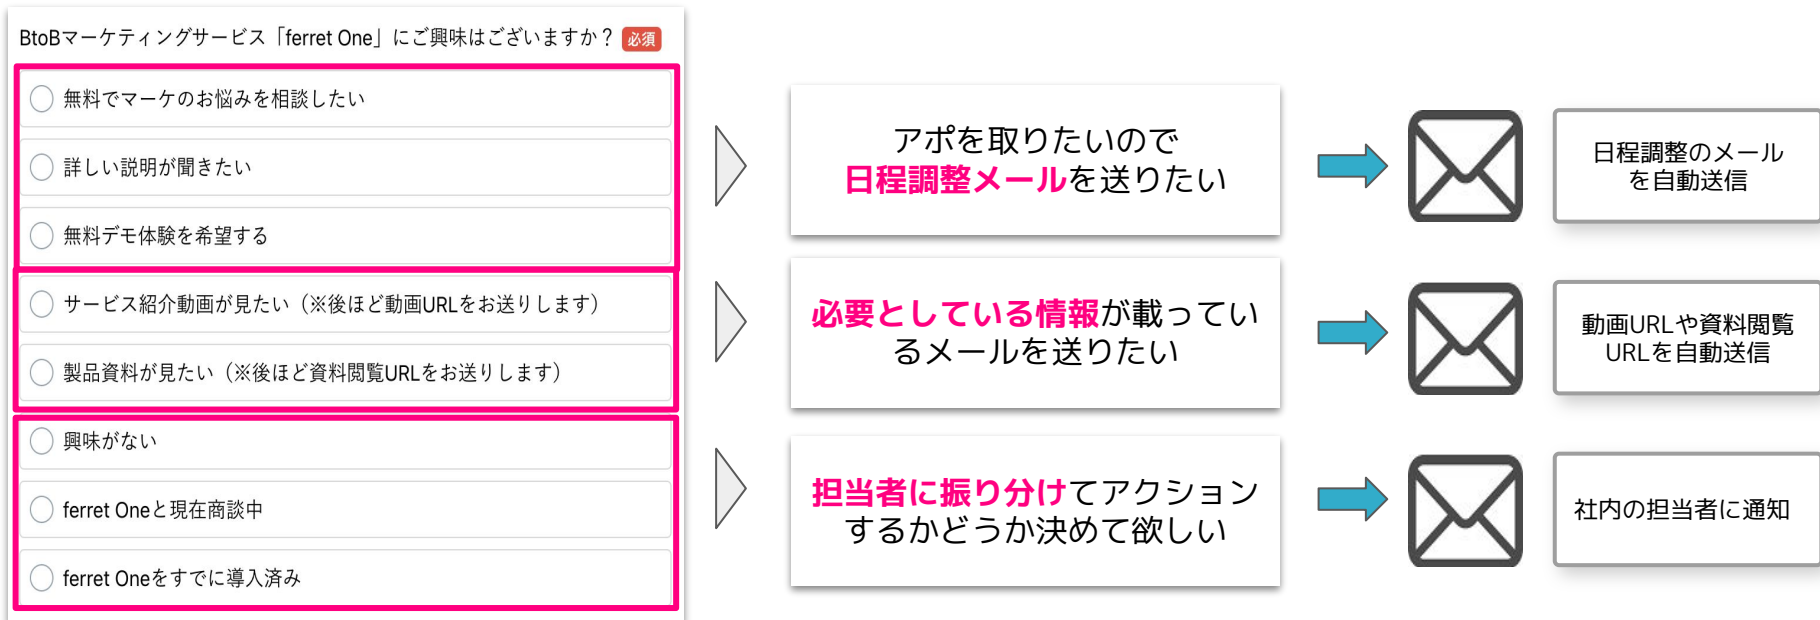 BtoBマーケティングサービス「ferret One」にご興味はございますか？ 必須
無料でマーケのお悩みを相談したい
詳しい説明が聞きたい
無料デモ体験を希望する
サービス紹介動画が見たい（※後ほど動画URLをお送りします）
製品資料が見たい（※後ほど資料閲覧URLをお送りします）
興味がない
ferret Oneと現在商談中
ferret Oneをすでに導入済み
アポを取りたいので
日程調整メールを送りたい
日程調整のメール
を自動送信
必要としている情報が載ってい
るメールを送りたい
動画URLや資料閲覧
URLを自動送信
担当者に振り分けてアクション
するかどうか決めて欲しい
社内の担当者に通知